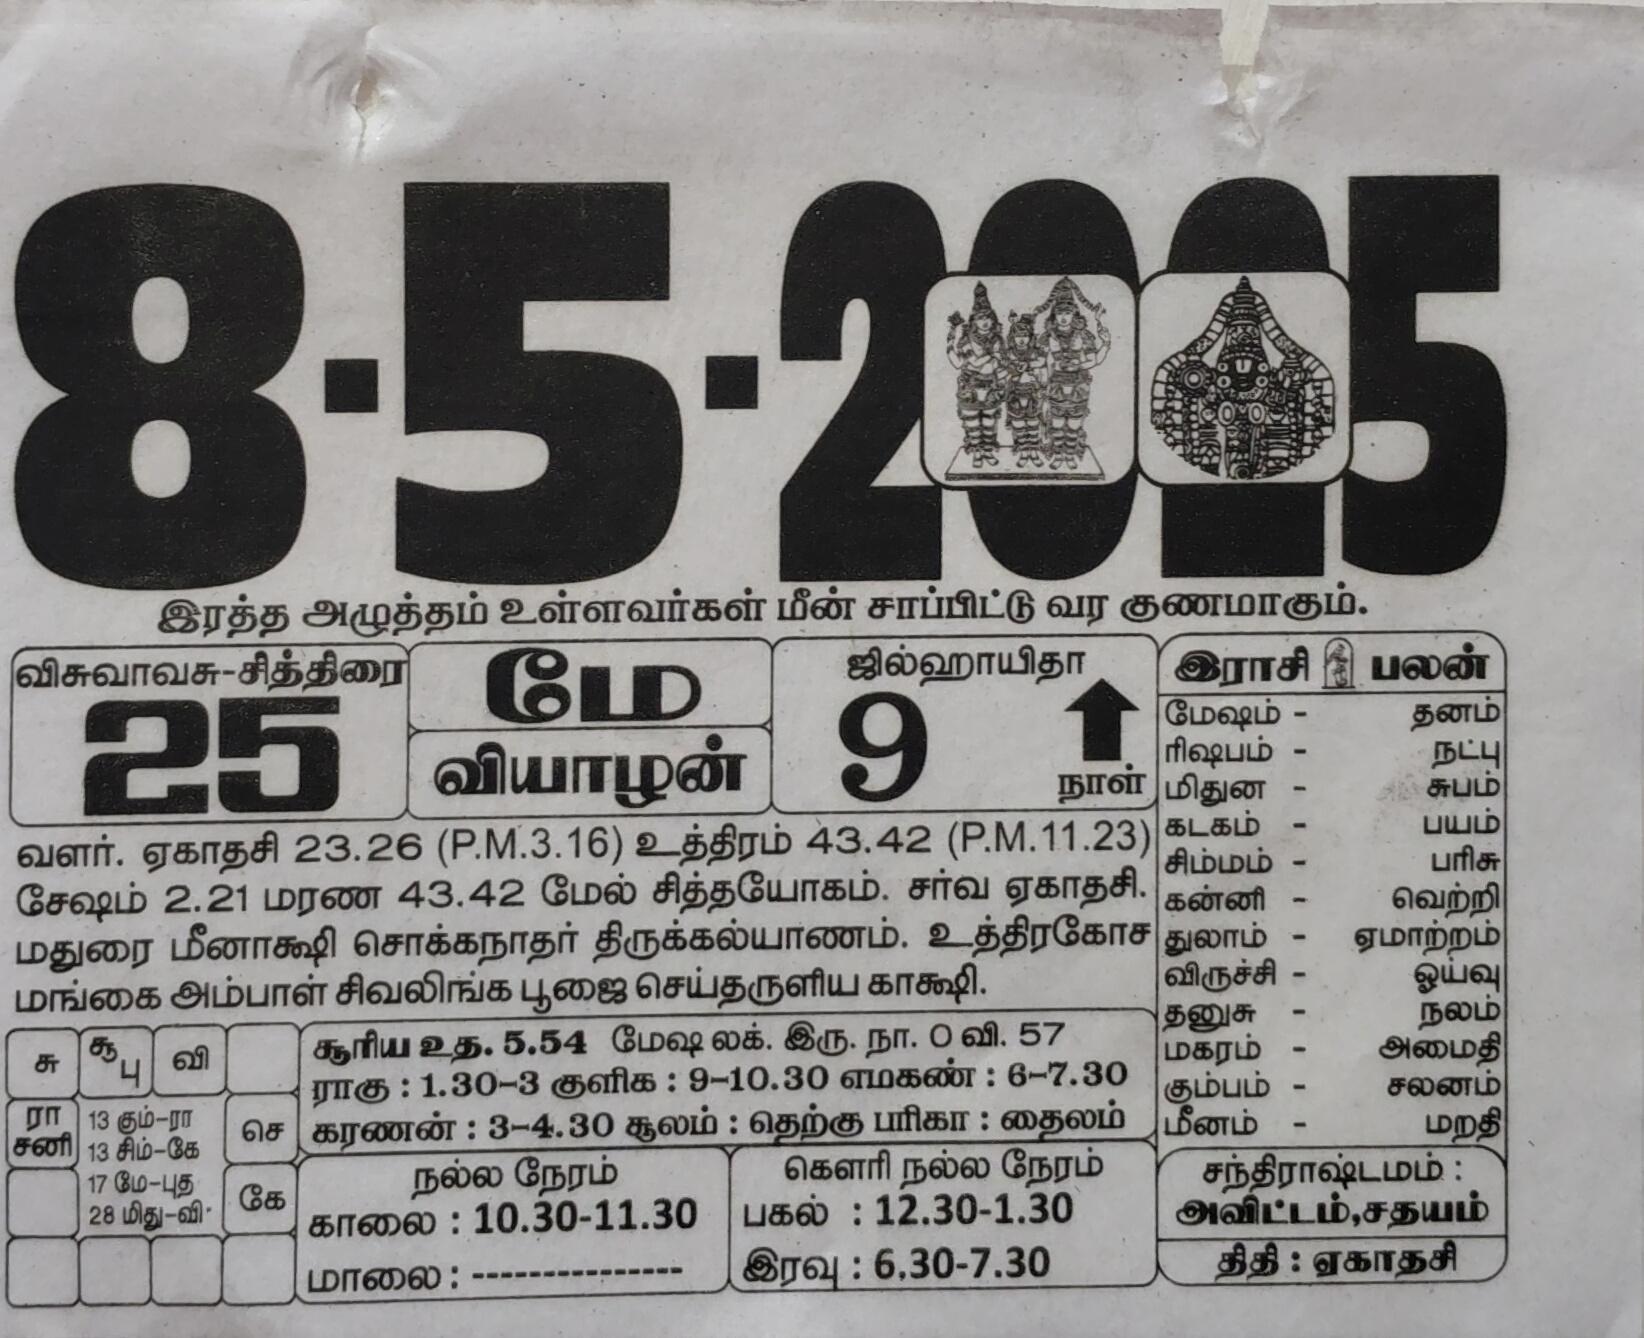 8.5.2025
இரத்த அழுத்தம் உள்ளவர்கள் மீன் சாப்பிட்டு வர குணமாகும்.
விசுவாவசு-சித்திரை
25
மே
வியாழன்
ஜில்ஹாயிதா
9
நாள்
வளர். ஏகாதசி 23.26 (P.M.3.16) உத்திரம் 43.42 (P.M.11.23)
சேஷம் 2.21 மரண 43.42 மேல் சித்தயோகம். சர்வ ஏகாதசி.
மதுரை மீனாக்ஷி சொக்கநாதர் திருக்கல்யாணம். உத்திரகோச
மங்கை அம்பாள் சிவலிங்க பூஜை செய்தருளிய காக்ஷி.
இராசி பலன்
மேஷம் - தனம்
ரிஷபம் - நட்பு
மிதுன - சுபம்
கடகம் - பயம்
சிம்மம் - பரிசு
கன்னி - வெற்றி
துலாம் - ஏமாற்றம்
விருச்சி - ஓய்வு
தனுசு - நலம்
மகரம் - அமைதி
கும்பம் - சலனம்
மீனம் - மறதி
சந்திராஷ்டமம் :
அவிட்டம்,சதயம்
திதி : ஏகாதசி
சு
சூ
பு
வி
ரா
சனி
13 கும்-ரா
13 சிம்-கே
17 மே-புத
28 மிது-வி
செ
கே
சூரிய உத. 5.54 மேஷ லக். இரு. நா. 0 வி. 57
ராகு : 1.30-3 குளிக : 9-10.30 எமகண் : 6-7.30
கரணன் : 3-4.30 சூலம் : தெற்கு பரிகா : தைலம்
நல்ல நேரம்
காலை : 10.30-11.30
மாலை : ---------------
கௌரி நல்ல நேரம்
பகல் : 12.30-1.30
இரவு : 6.30-7.30